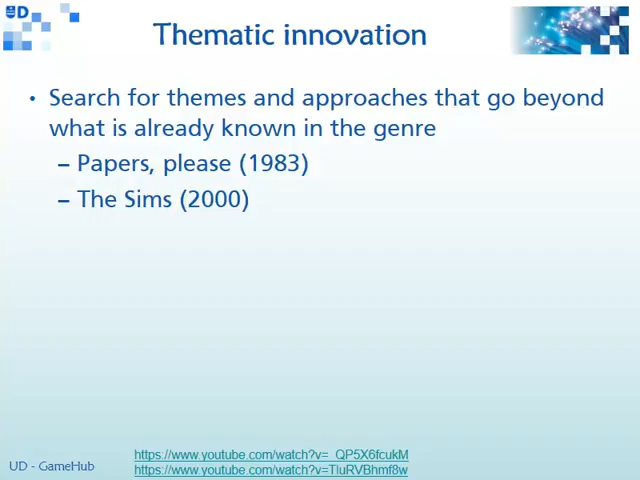 UD
Thematic innovation
• Search for themes and approaches that go beyond
what is already known in the genre
– Papers, please (1983)
– The Sims (2000)
https://www.youtube.com/watch?v=_QP5X6fcukM
UD - GameHub
https://www.youtube.com/watch?v=TluRVBhmf8w